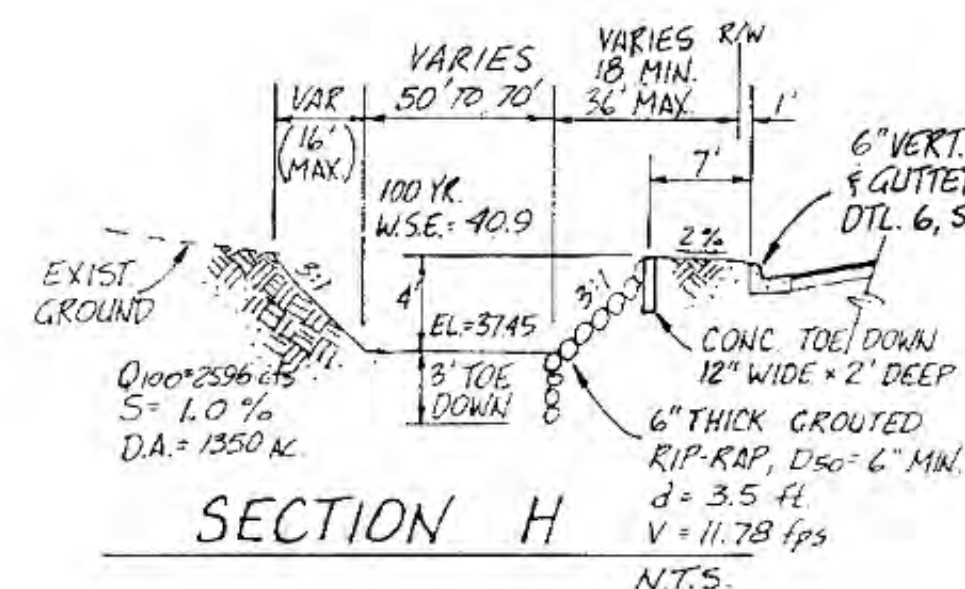 VAR
(16' MAX.)
VARIES
50' TO 70'
VARIES
18 MIN.
36' MAX.
R/W
1'
7'
6" VERT.
& GUTTER
DTL. 6, S
100 YR.
W.S.E. = 40.9
2%
EXIST.
GROUND
3:1
4'
3:1
EL=37.45
CONC. TOE DOWN
12" WIDE × 2' DEEP
Q100=2596 cfs
S= 1.0 %
D.A.= 1350 AC.
3' TOE
DOWN
6" THICK GROUTED
RIP-RAP, D50= 6" MIN.
d = 3.5 ft.
V = 11.78 fps
SECTION H
N.T.S.